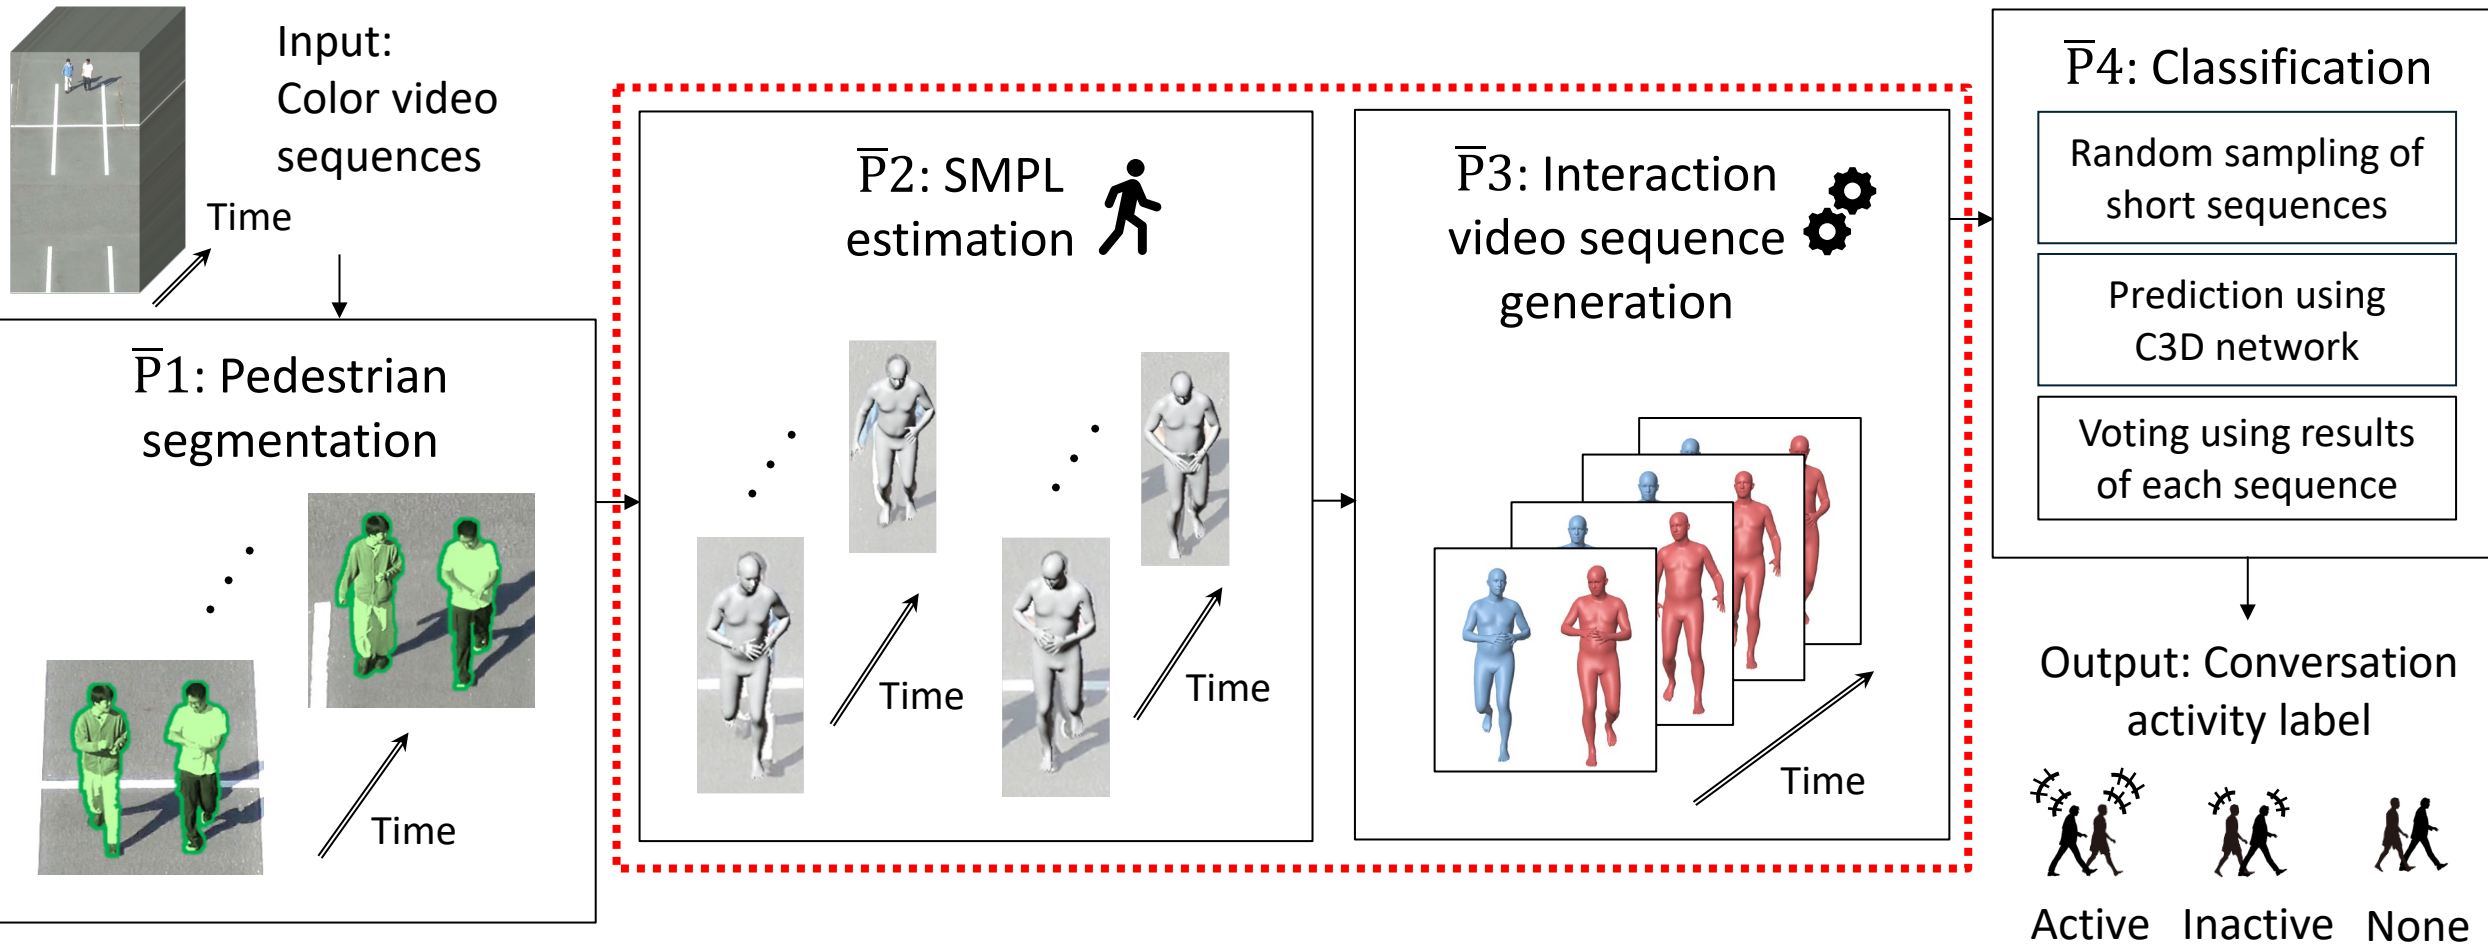 Input:
Color video
sequences
Time
P̅1: Pedestrian
segmentation
Time
P̅2: SMPL
estimation
Time
Time
P̅3: Interaction
video sequence
generation
Time
P̅4: Classification
Random sampling of
short sequences
Prediction using
C3D network
Voting using results
of each sequence
Output: Conversation
activity label
Active
Inactive
None